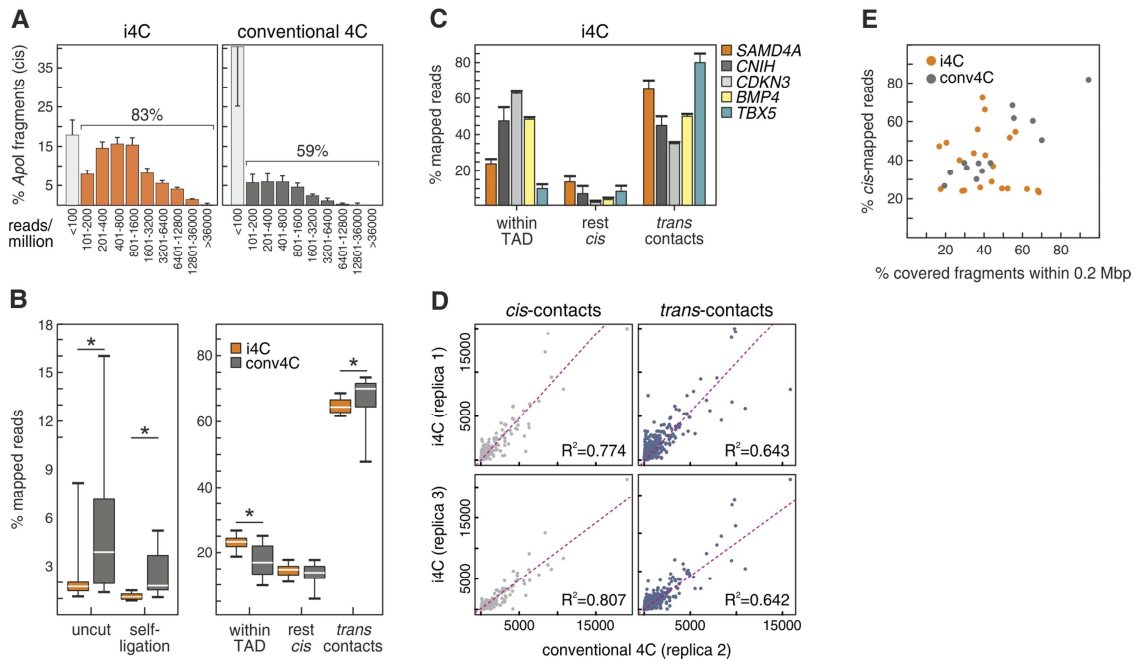 A
i4C
conventional 4C
% ApoI fragments (cis)
35
25
15
5
83%
59%
reads/
million
<100
101-200
201-400
401-800
801-1600
1601-3200
3201-6400
6401-12800
12801-36000
>36000
<100
101-200
201-400
401-800
801-1600
1601-3200
3201-6400
6401-12800
12801-36000
>36000
B
% mapped reads
18
15
12
9
6
3
*
*
uncut
self-
ligation
80
60
40
20
i4C
conv4C
*
*
within
TAD
rest
cis
trans
contacts
C
i4C
% mapped reads
80
60
40
20
SAMD4A
CNIH
CDKN3
BMP4
TBX5
within
TAD
rest
cis
trans
contacts
D
cis-contacts
trans-contacts
i4C (replica 1)
15000
5000
R²=0.774
R²=0.643
i4C (replica 3)
15000
5000
R²=0.807
R²=0.642
5000
15000
5000
15000
conventional 4C (replica 2)
E
i4C
conv4C
% cis-mapped reads
80
60
40
20
20
40
60
80
% covered fragments within 0.2 Mbp